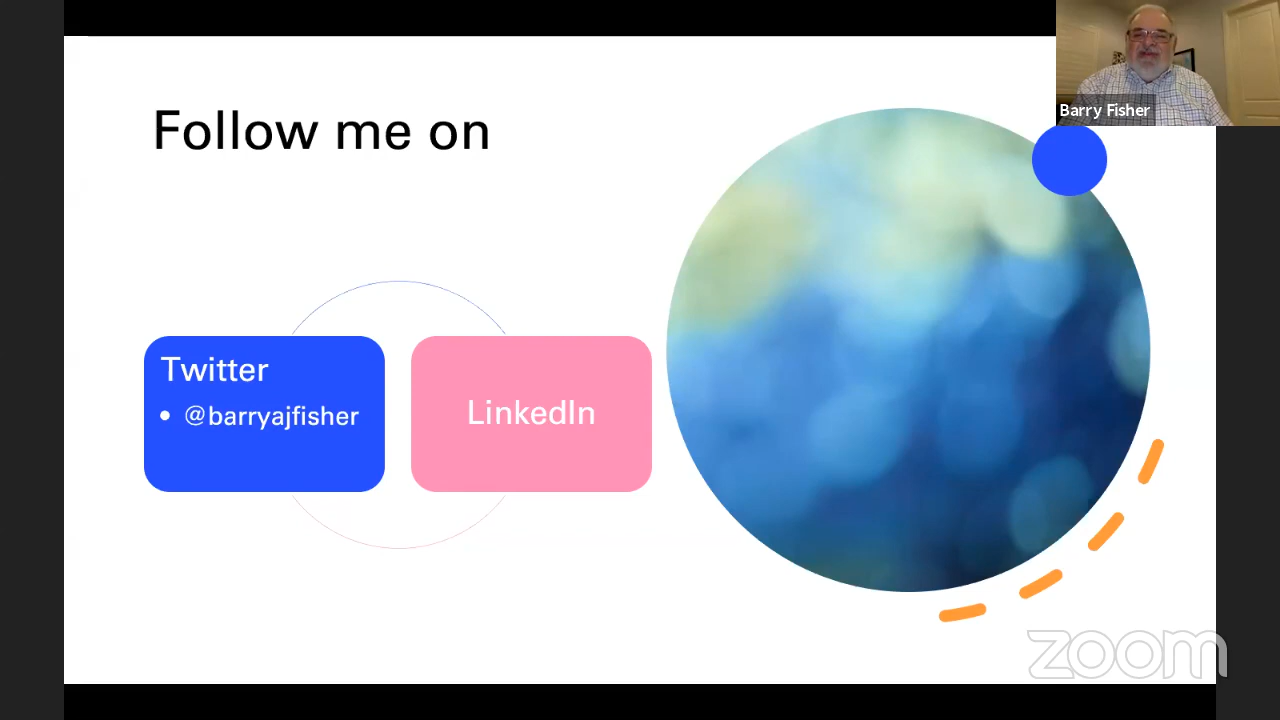 Follow me on
Barry Fisher
Twitter
• @barryajfisher
LinkedIn
zoom